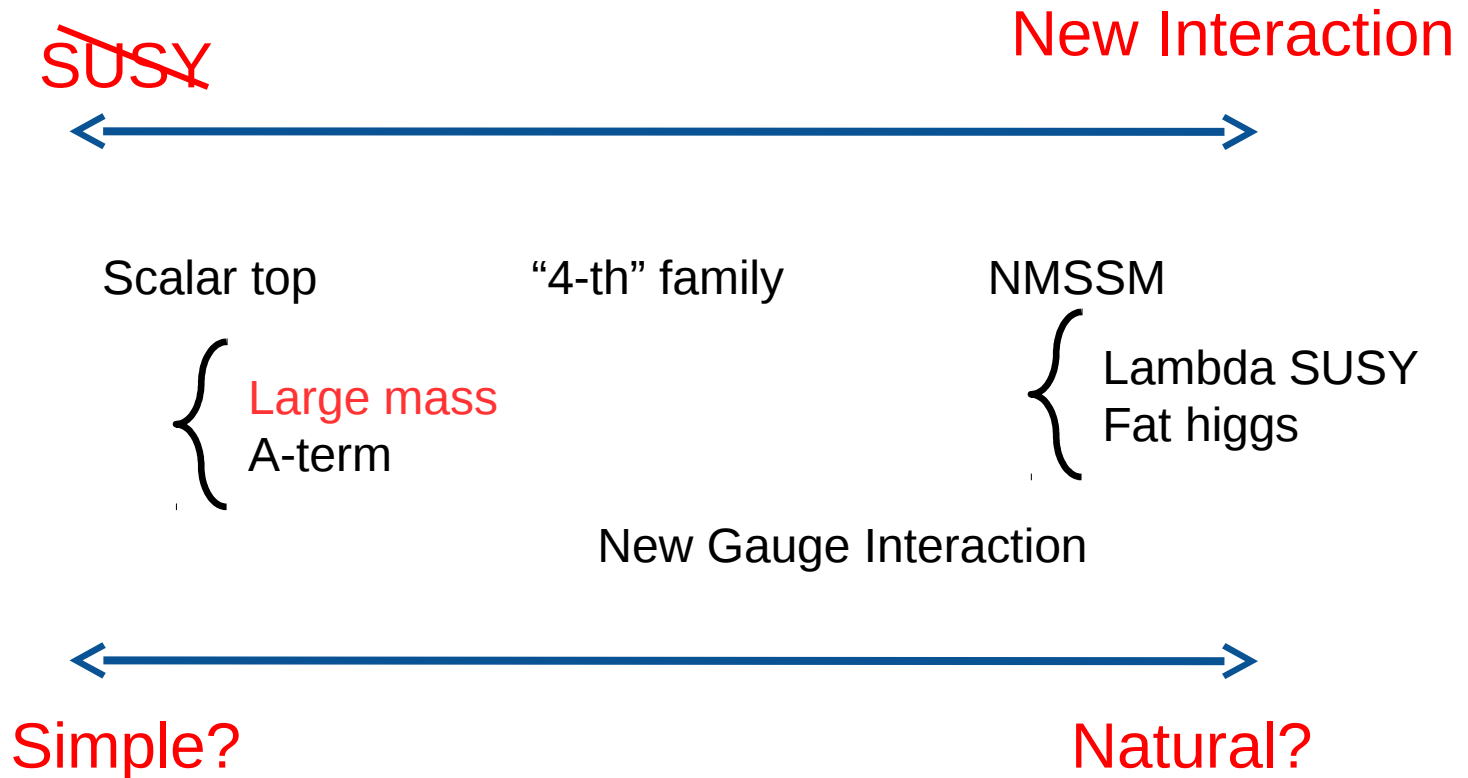 SUSY
New Interaction
Scalar top
“4-th” family
NMSSM
Large mass
A-term
Lambda SUSY
Fat higgs
New Gauge Interaction
Simple?
Natural?